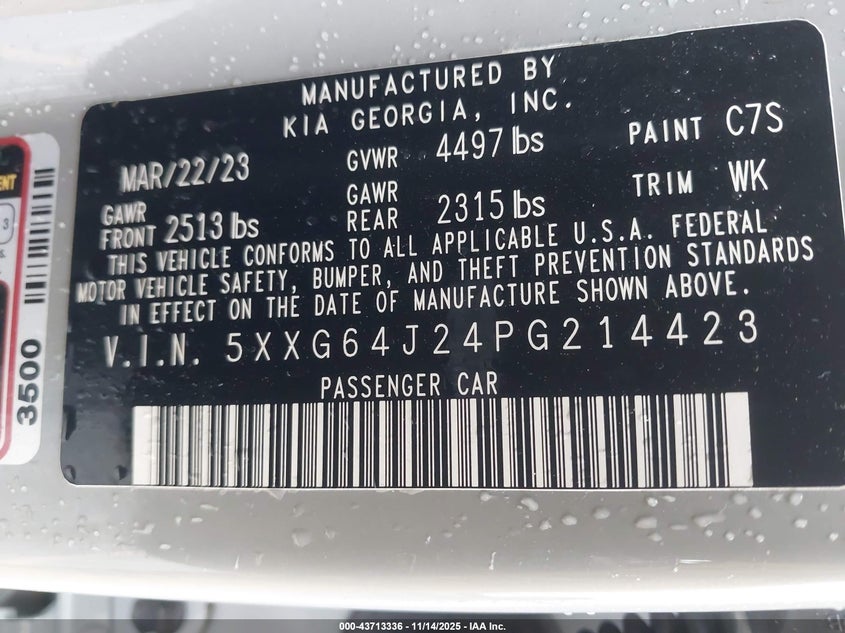 MANUFACTURED BY
KIA GEORGIA, INC.
MAR/22/23 GVWR 4497 lbs PAINT C7S
GAWR FRONT 2513 lbs GAWR REAR 2315 lbs TRIM WK
THIS VEHICLE CONFORMS TO ALL APPLICABLE U.S.A. FEDERAL
MOTOR VEHICLE SAFETY, BUMPER, AND THEFT PREVENTION STANDARDS
IN EFFECT ON THE DATE OF MANUFACTURE SHOWN ABOVE.
V.I.N. 5XXG64J24PG214423
PASSENGER CAR
3500
000-43713336 - 11/14/2025 - IAA Inc.